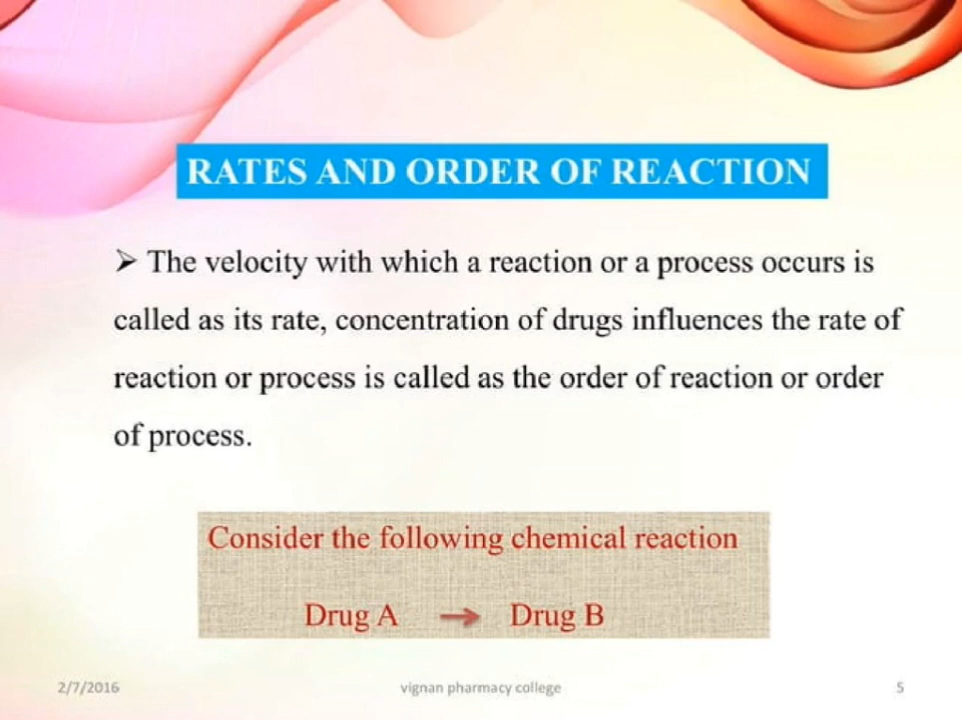 RATES AND ORDER OF REACTION
➢ The velocity with which a reaction or a process occurs is
called as its rate, concentration of drugs influences the rate of
reaction or process is called as the order of reaction or order
of process.
Consider the following chemical reaction
Drug A → Drug B
2/7/2016 vignan pharmacy college 5